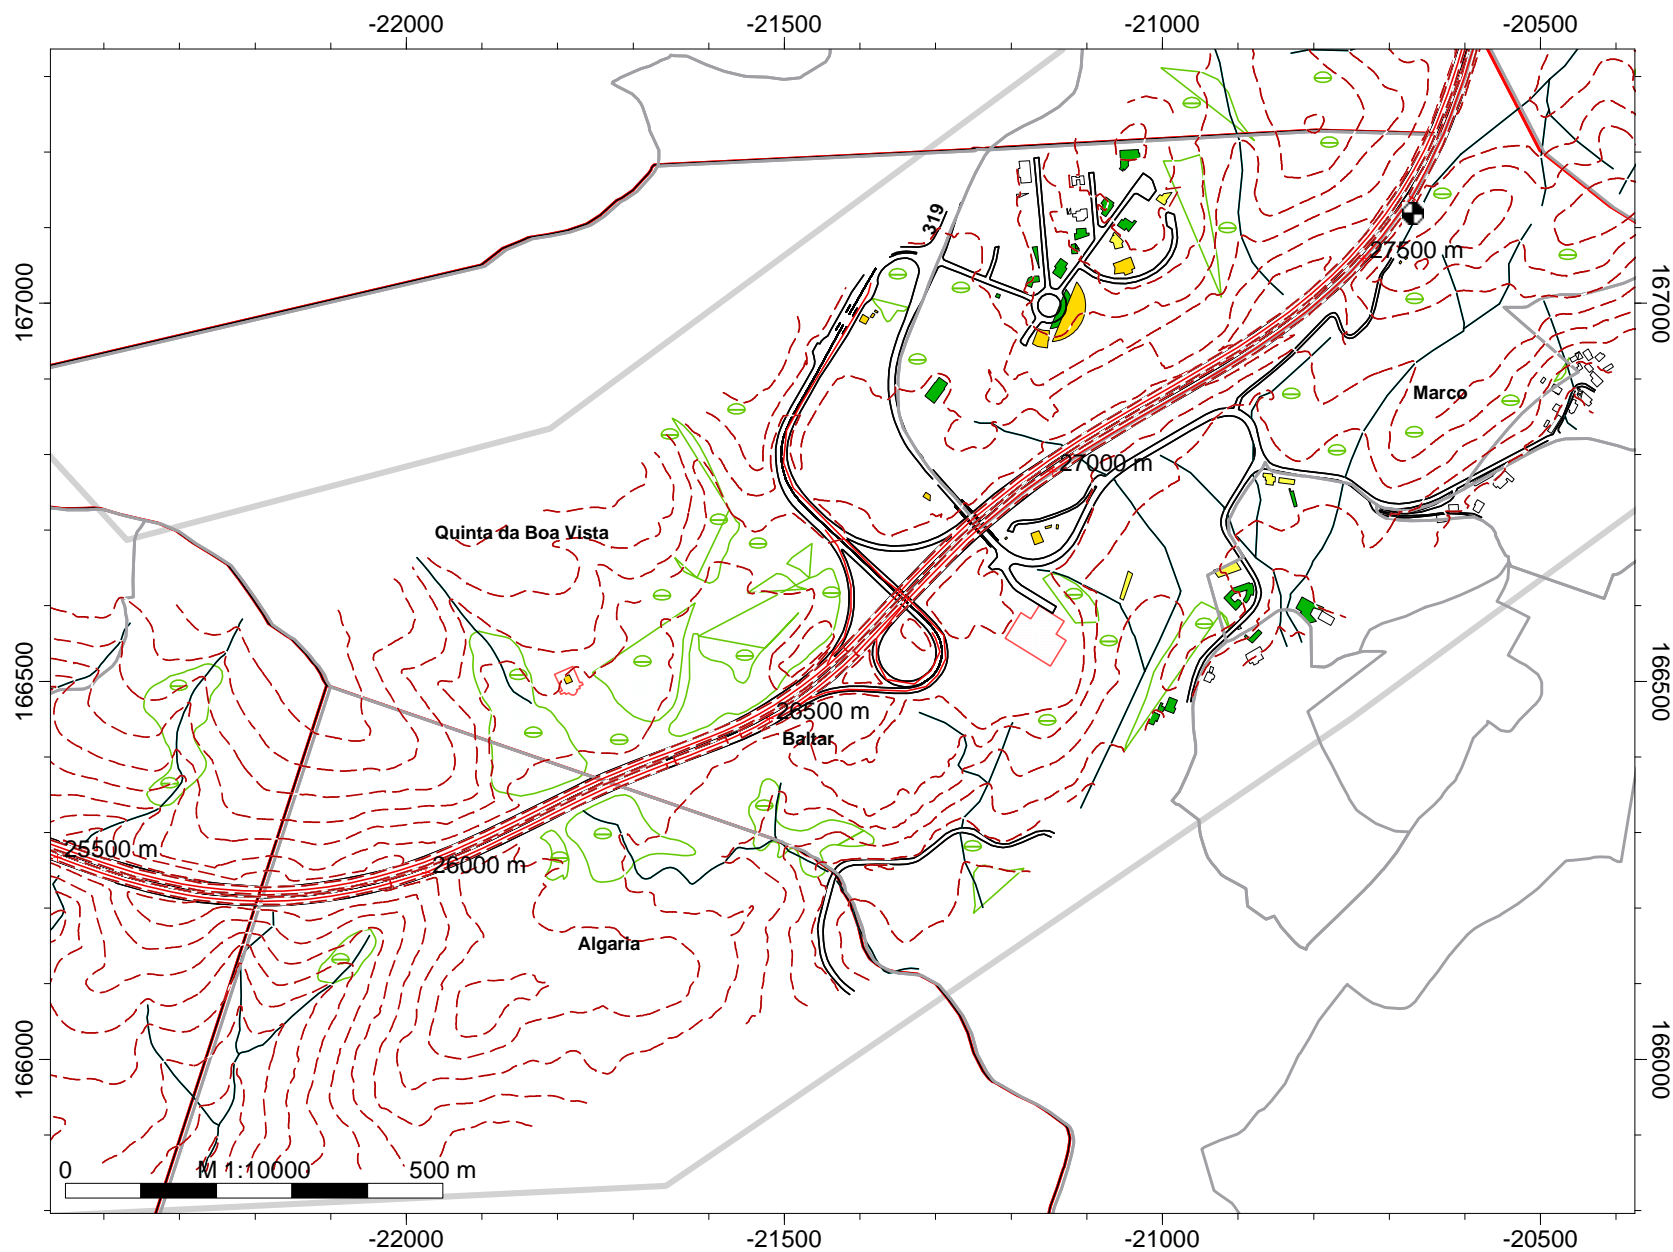 -22000 -21500 -21000 -20500
319
27500 m
167000 167000
Marco
27000 m
Quinta da Boa Vista
166500 166500
26500 m
Baltar
25500 m
26000 m
Algaria
166000 166000
0 M 1:10000 500 m
-22000 -21500 -21000 -20500